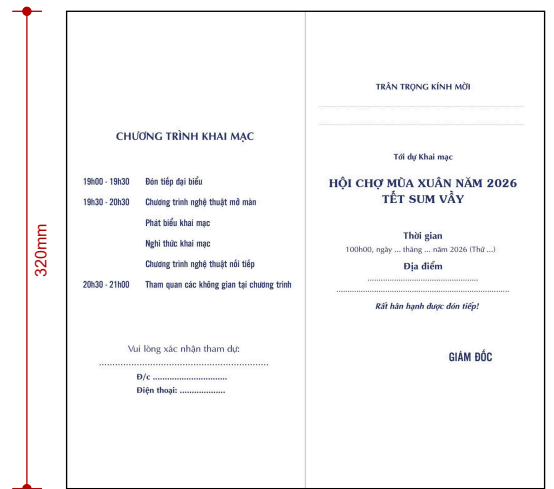 320mm
CHƯƠNG TRÌNH KHAI MẠC
19h00 - 19h30 Đón tiếp đại biểu
19h30 - 20h30 Chương trình nghệ thuật mở màn
Phát biểu khai mạc
Nghi thức khai mạc
Chương trình nghệ thuật nối tiếp
20h30 - 21h00 Tham quan các không gian tại chương trình
Vui lòng xác nhận tham dự:
..........................................................
Đ/c ..............................
Điện thoại: ...................
TRÂN TRỌNG KÍNH MỜI
Tới dự Khai mạc
HỘI CHỢ MÙA XUÂN NĂM 2026
TẾT SUM VẦY
Thời gian
100h00, ngày ... tháng ... năm 2026 (Thứ ...)
Địa điểm
Rất hân hạnh được đón tiếp!
GIÁM ĐỐC